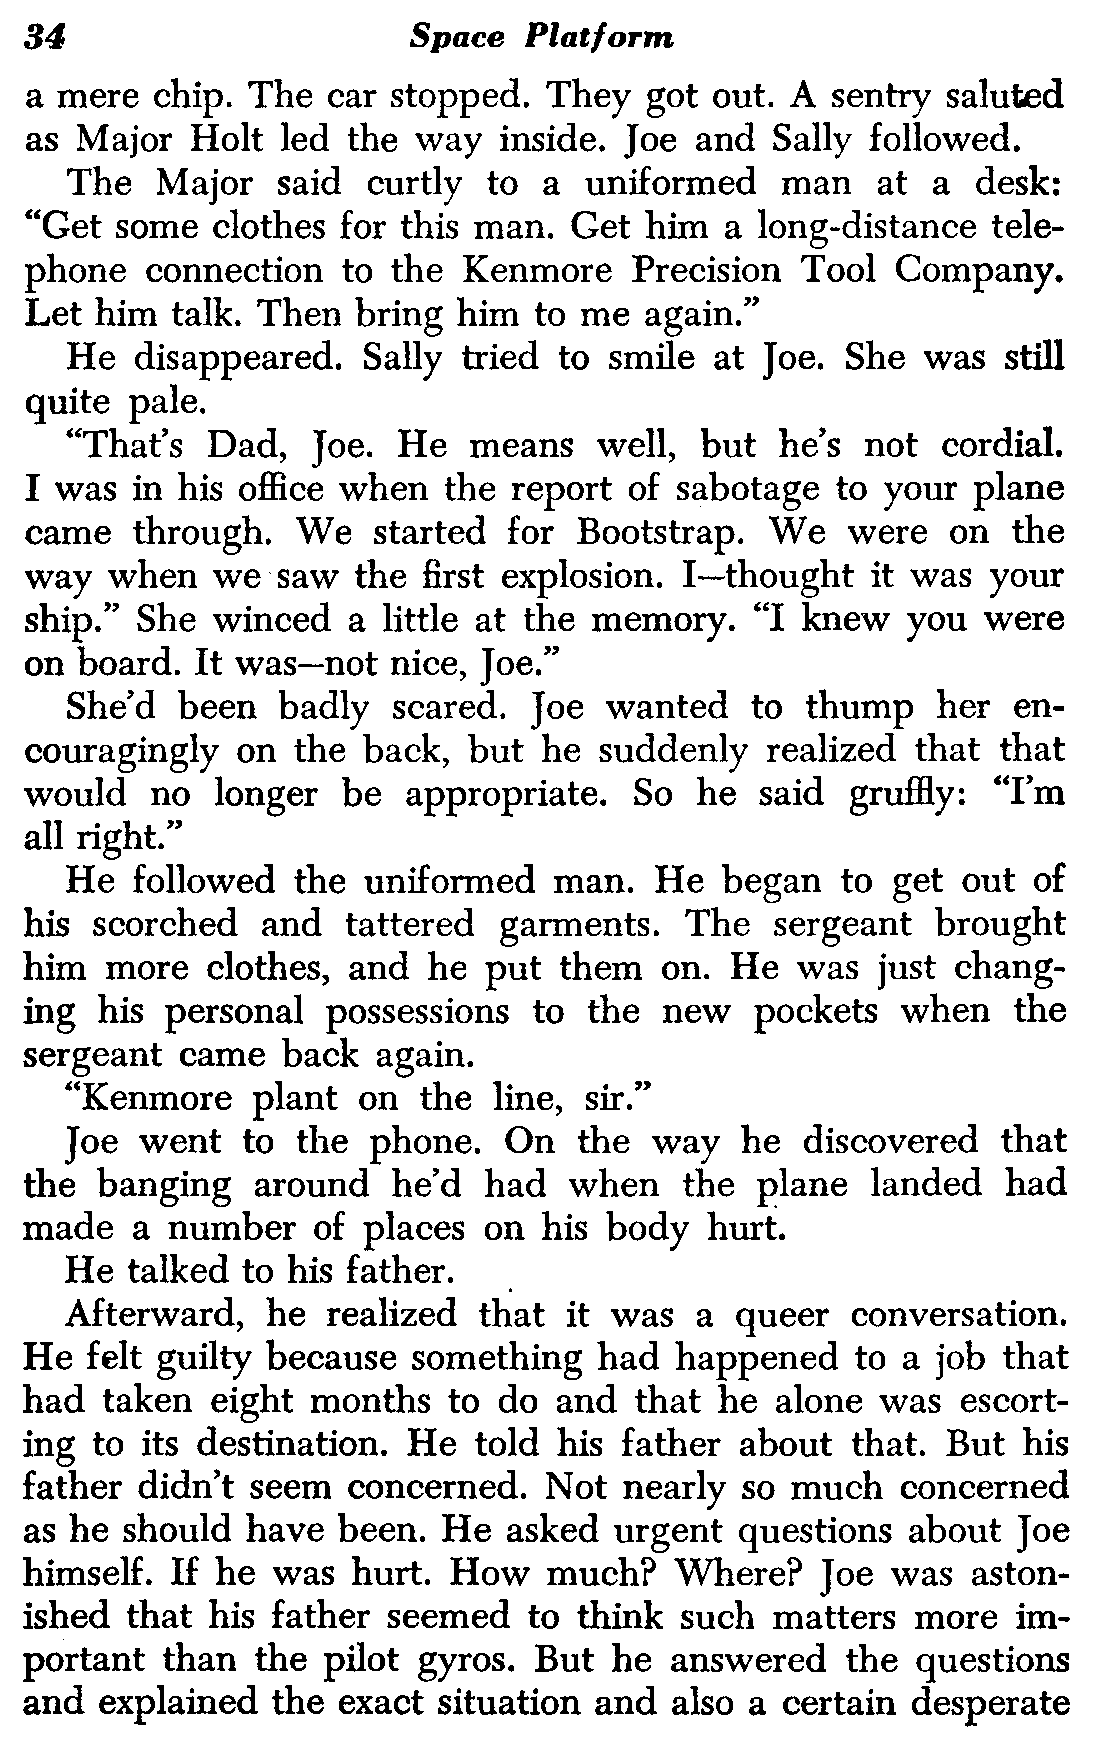 34 Space Platform
a mere chip. The car stopped. They got out. A sentry saluted
as Major Holt led the way inside. Joe and Sally followed.
The Major said curtly to a uniformed man at a desk:
“Get some clothes for this man. Get him a long-distance tele-
phone connection to the Kenmore Precision Tool Company.
Let him talk. Then bring him to me again.”
He disappeared. Sally tried to smile at Joe. She was still
quite pale.
“That’s Dad, Joe. He means well, but he’s not cordial.
I was in his office when the report of sabotage to your plane
came through. We started for Bootstrap. We were on the
way when we saw the first explosion. I—thought it was your
ship.” She winced a little at the memory. “I knew you were
on board. It was—not nice, Joe.”
She’d been badly scared. Joe wanted to thump her en-
couragingly on the back, but he suddenly realized that that
would no longer be appropriate. So he said gruffly: “I’m
all right.”
He followed the uniformed man. He began to get out of
his scorched and tattered garments. The sergeant brought
him more clothes, and he put them on. He was just chang-
ing his personal possessions to the new pockets when the
sergeant came back again.
“Kenmore plant on the line, sir.”
Joe went to the phone. On the way he discovered that
the banging around he’d had when the plane landed had
made a number of places on his body hurt.
He talked to his father.
Afterward, he realized that it was a queer conversation.
He felt guilty because something had happened to a job that
had taken eight months to do and that he alone was escort-
ing to its destination. He told his father about that. But his
father didn’t seem concerned. Not nearly so much concerned
as he should have been. He asked urgent questions about Joe
himself. If he was hurt. How much? Where? Joe was aston-
ished that his father seemed to think such matters more im-
portant than the pilot gyros. But he answered the questions
and explained the exact situation and also a certain desperate